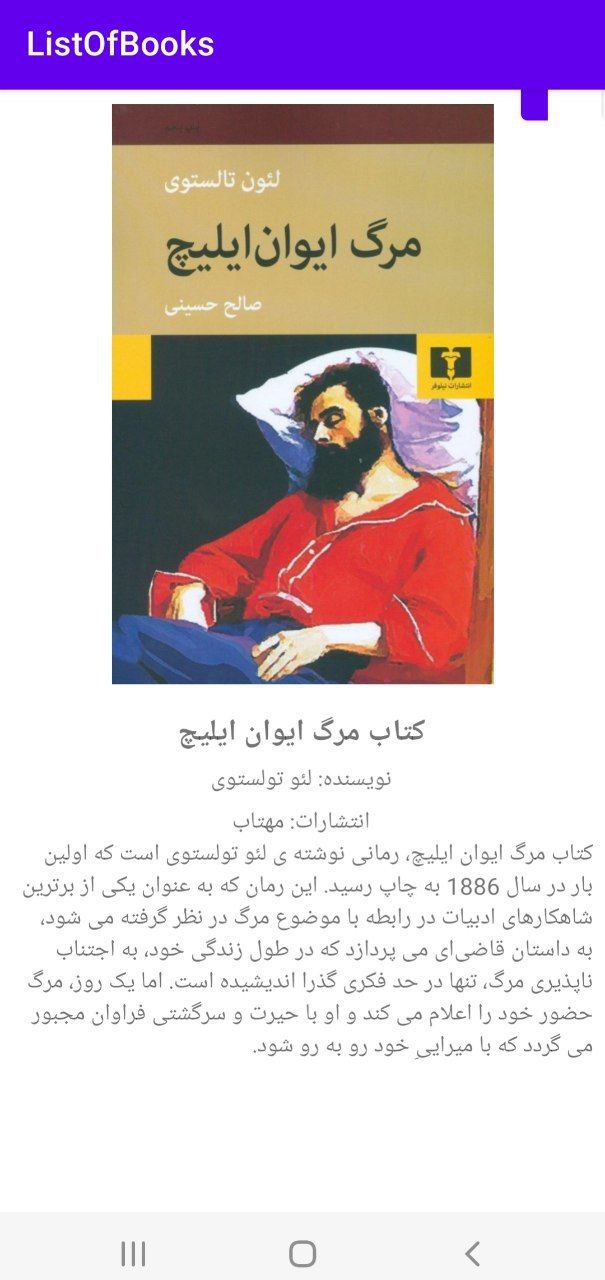 ListOfBooks
چاپ پنجم
لئون تالستوی
مرگ ایوان‌ایلیچ
صالح حسینی
انتشارات نیلوفر
کتاب مرگ ایوان ایلیچ
نویسنده: لئو تولستوی
انتشارات: مهتاب
کتاب مرگ ایوان ایلیچ، رمانی نوشته ی لئو تولستوی است که اولین
بار در سال 1886 به چاپ رسید. این رمان که به عنوان یکی از برترین
شاهکارهای ادبیات در رابطه با موضوع مرگ در نظر گرفته می شود،
به داستان قاضی‌ای می پردازد که در طول زندگی خود، به اجتناب
ناپذیری مرگ، تنها در حد فکری گذرا اندیشیده است. اما یک روز، مرگ
حضور خود را اعلام می کند و او با حیرت و سرگشتی فراوان مجبور
می گردد که با میراییِ خود رو به رو شود.